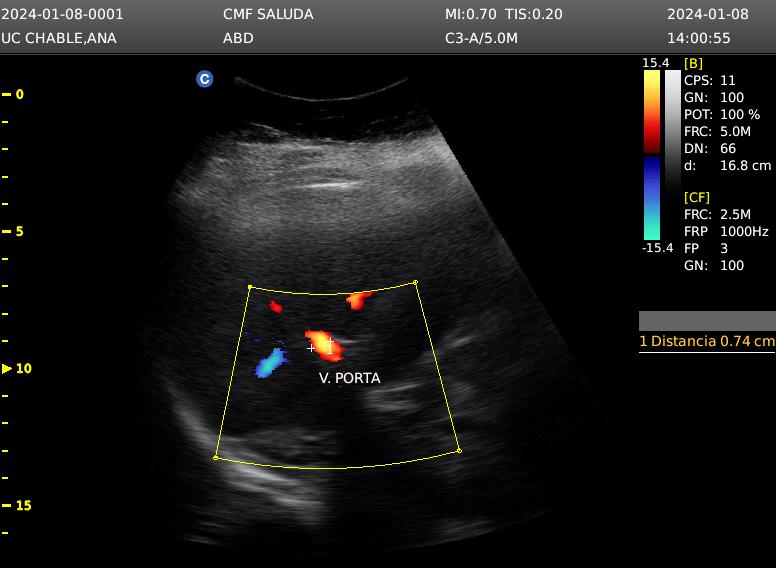 2024-01-08-0001 CMF SALUDA MI:0.70 TIS:0.20 2024-01-08
UC CHABLE,ANA ABD C3-A/5.0M 14:00:55
C
15.4 [B]
CPS: 11
GN: 100
POT: 100 %
FRC: 5.0M
DN: 66
d: 16.8 cm
[CF]
FRC: 2.5M
FRP 1000Hz
-15.4 FP 3
GN: 100
1 Distancia 0.74 cm
0
5
10
15
1
V. PORTA